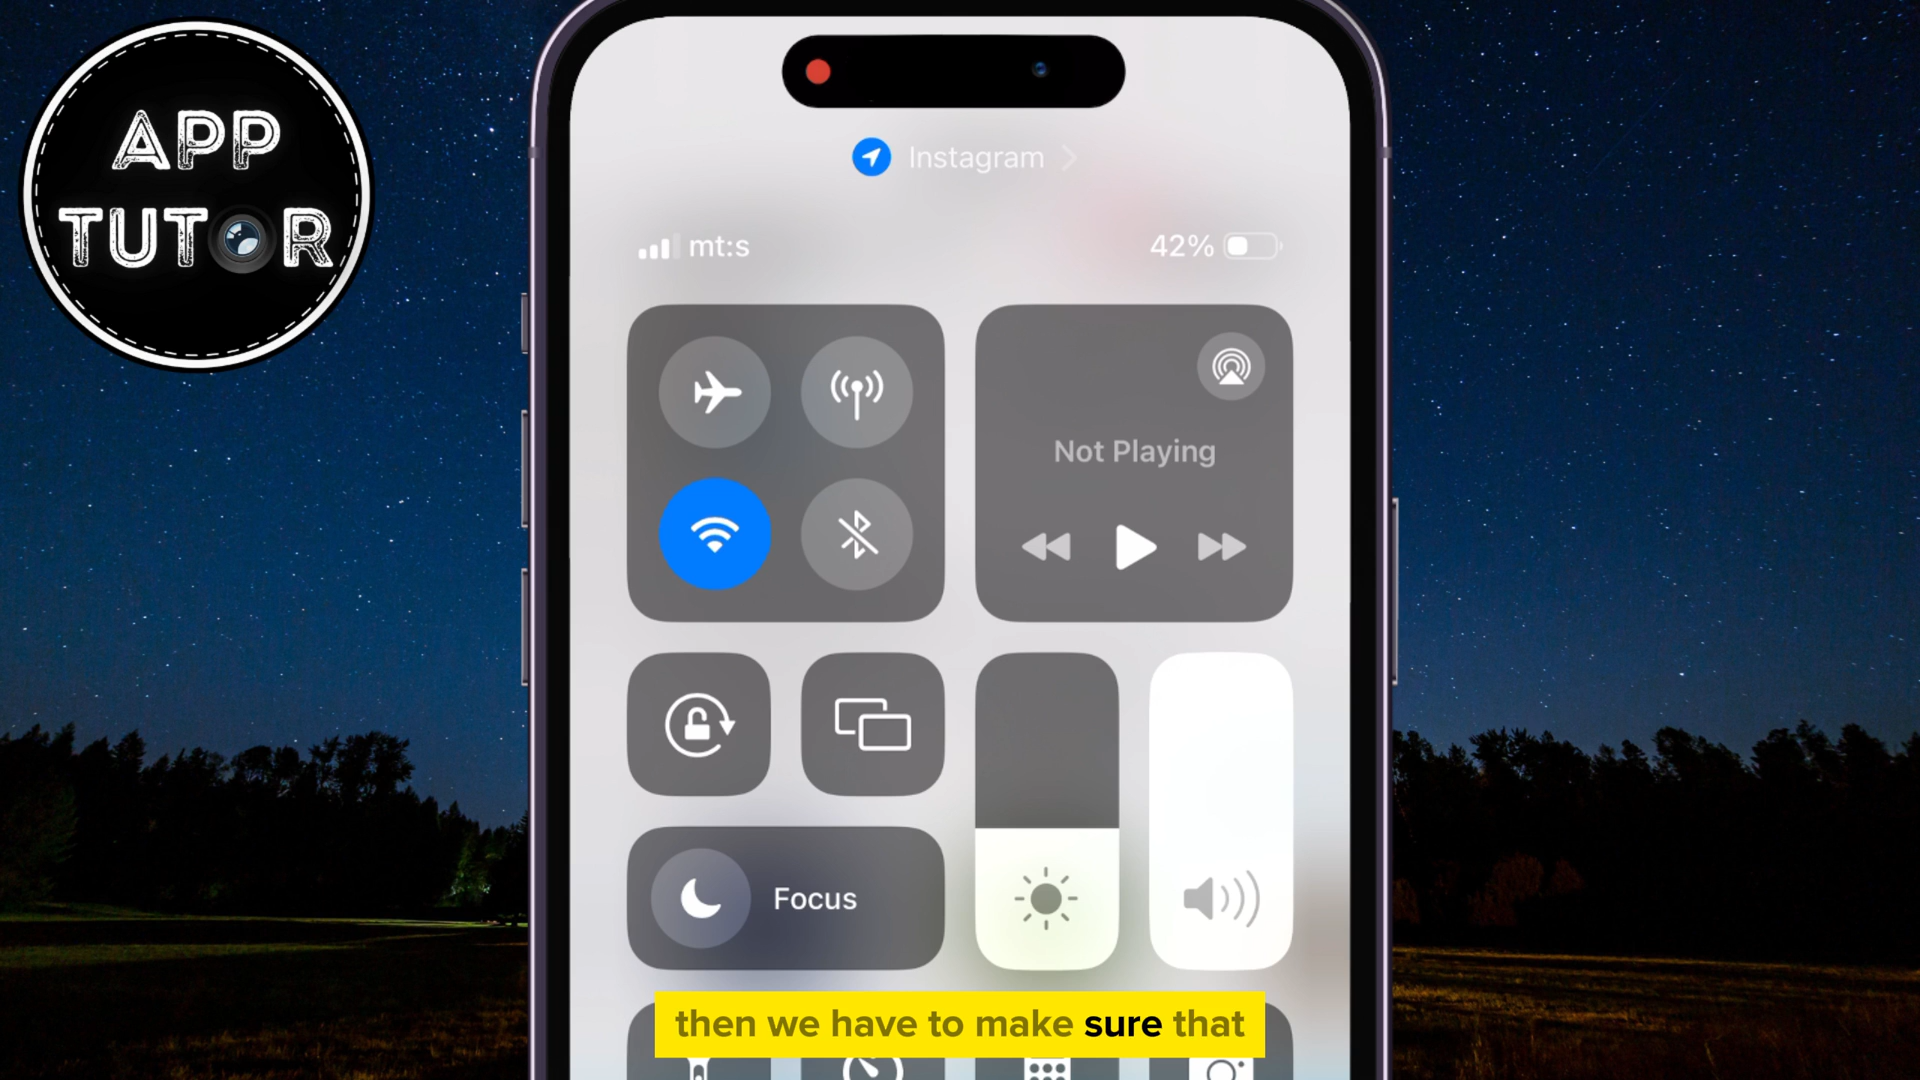 APP
TUTOR
Instagram
mt:s
42%
Not Playing
Focus
then we have to make sure that